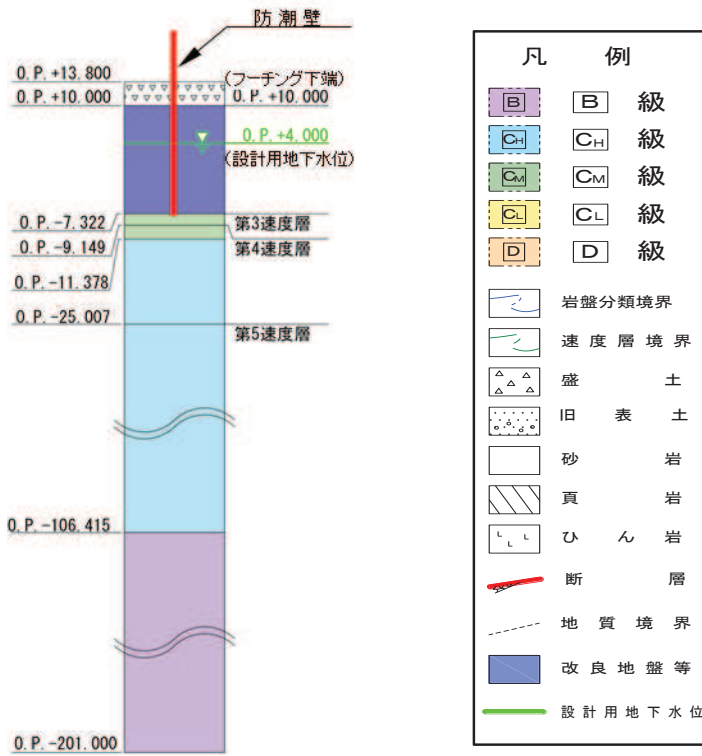 防潮壁
O.P.+13.800
(フーチング下端)
O.P.+10.000
O.P.+10.000
O.P.+4.000
(設計用地下水位)
O.P.-7.322
第3速度層
O.P.-9.149
第4速度層
O.P.-11.378
O.P.-25.007
第5速度層
O.P.-106.415
O.P.-201.000
凡 例
B B 級
CH CH 級
CM CM 級
CL CL 級
D D 級
岩盤分類境界
速度層境界
盛 土
旧 表 土
砂 岩
頁 岩
ひ ん 岩
断 層
地 質 境 界
改 良 地 盤 等
設計用地下水位